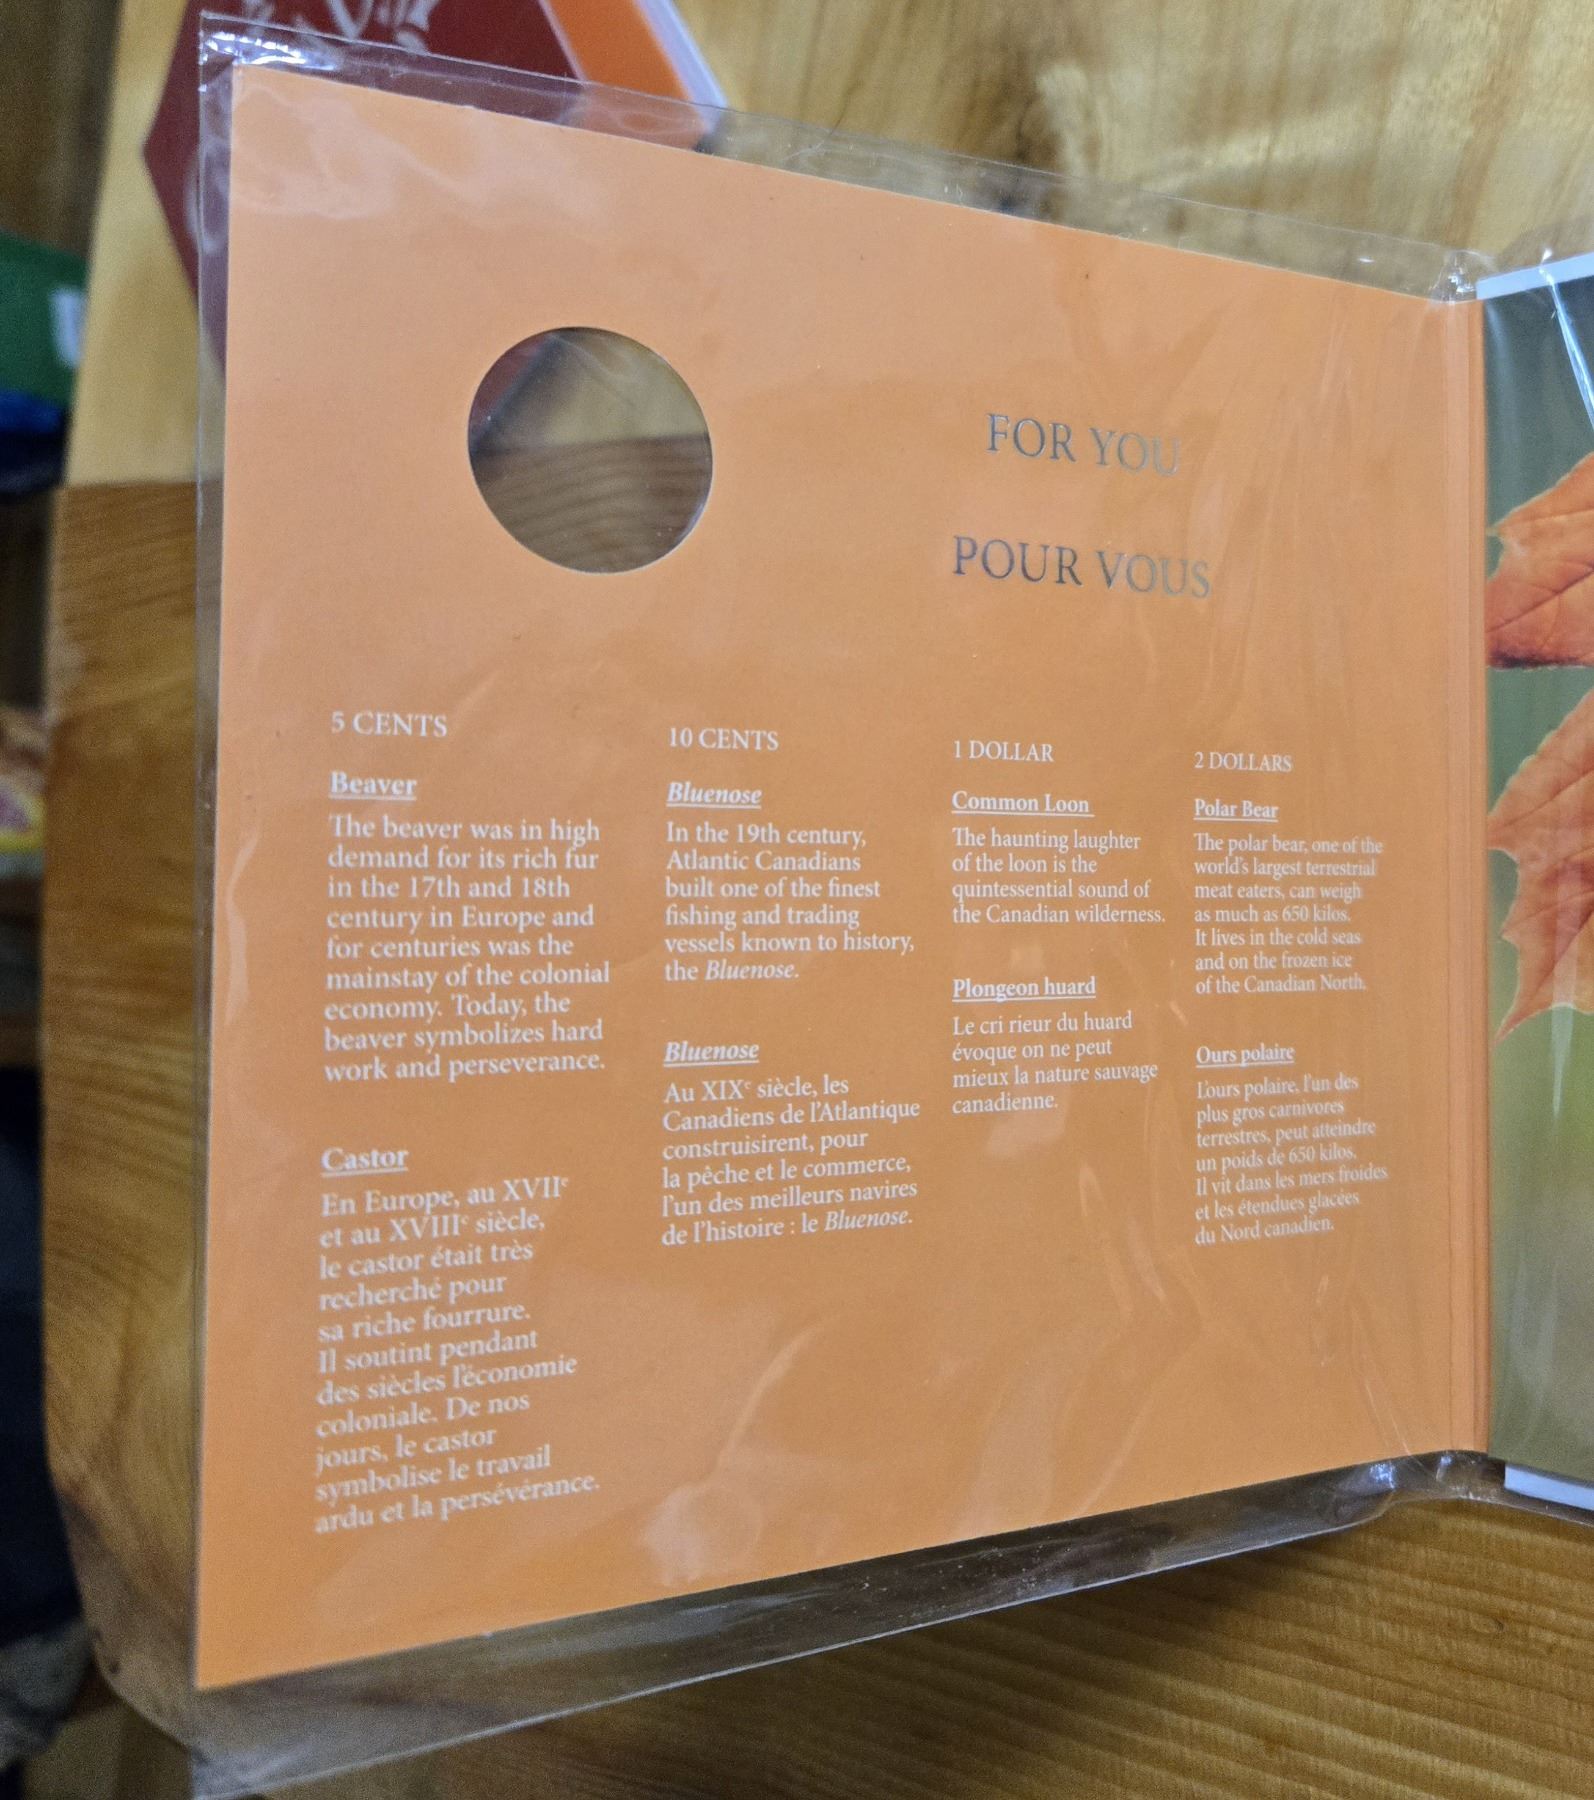 FOR YOU
POUR VOUS
5 CENTS
Beaver
The beaver was in high
demand for its rich fur
in the 17th and 18th
century in Europe and
for centuries was the
mainstay of the colonial
economy. Today, the
beaver symbolizes hard
work and perseverance.
Castor
En Europe, au XVIIᵉ
et au XVIIIᵉ siècle,
le castor était très
recherché pour
sa riche fourrure.
Il soutint pendant
des siècles l'économie
coloniale. De nos
jours, le castor
symbolise le travail
ardu et la persévérance.
10 CENTS
Bluenose
In the 19th century,
Atlantic Canadians
built one of the finest
fishing and trading
vessels known to history,
the Bluenose.
Bluenose
Au XIXᵉ siècle, les
Canadiens de l'Atlantique
construisirent, pour
la pêche et le commerce,
l'un des meilleurs navires
de l'histoire : le Bluenose.
1 DOLLAR
Common Loon
The haunting laughter
of the loon is the
quintessential sound of
the Canadian wilderness.
Plongeon huard
Le cri rieur du huard
évoque on ne peut
mieux la nature sauvage
canadienne.
2 DOLLARS
Polar Bear
The polar bear, one of the
world's largest terrestrial
meat eaters, can weigh
as much as 650 kilos.
It lives in the cold seas
and on the frozen ice
of the Canadian North.
Ours polaire
L'ours polaire, l'un des
plus gros carnivores
terrestres, peut atteindre
un poids de 650 kilos.
Il vit dans les mers froides
et les étendues glacées
du Nord canadien.